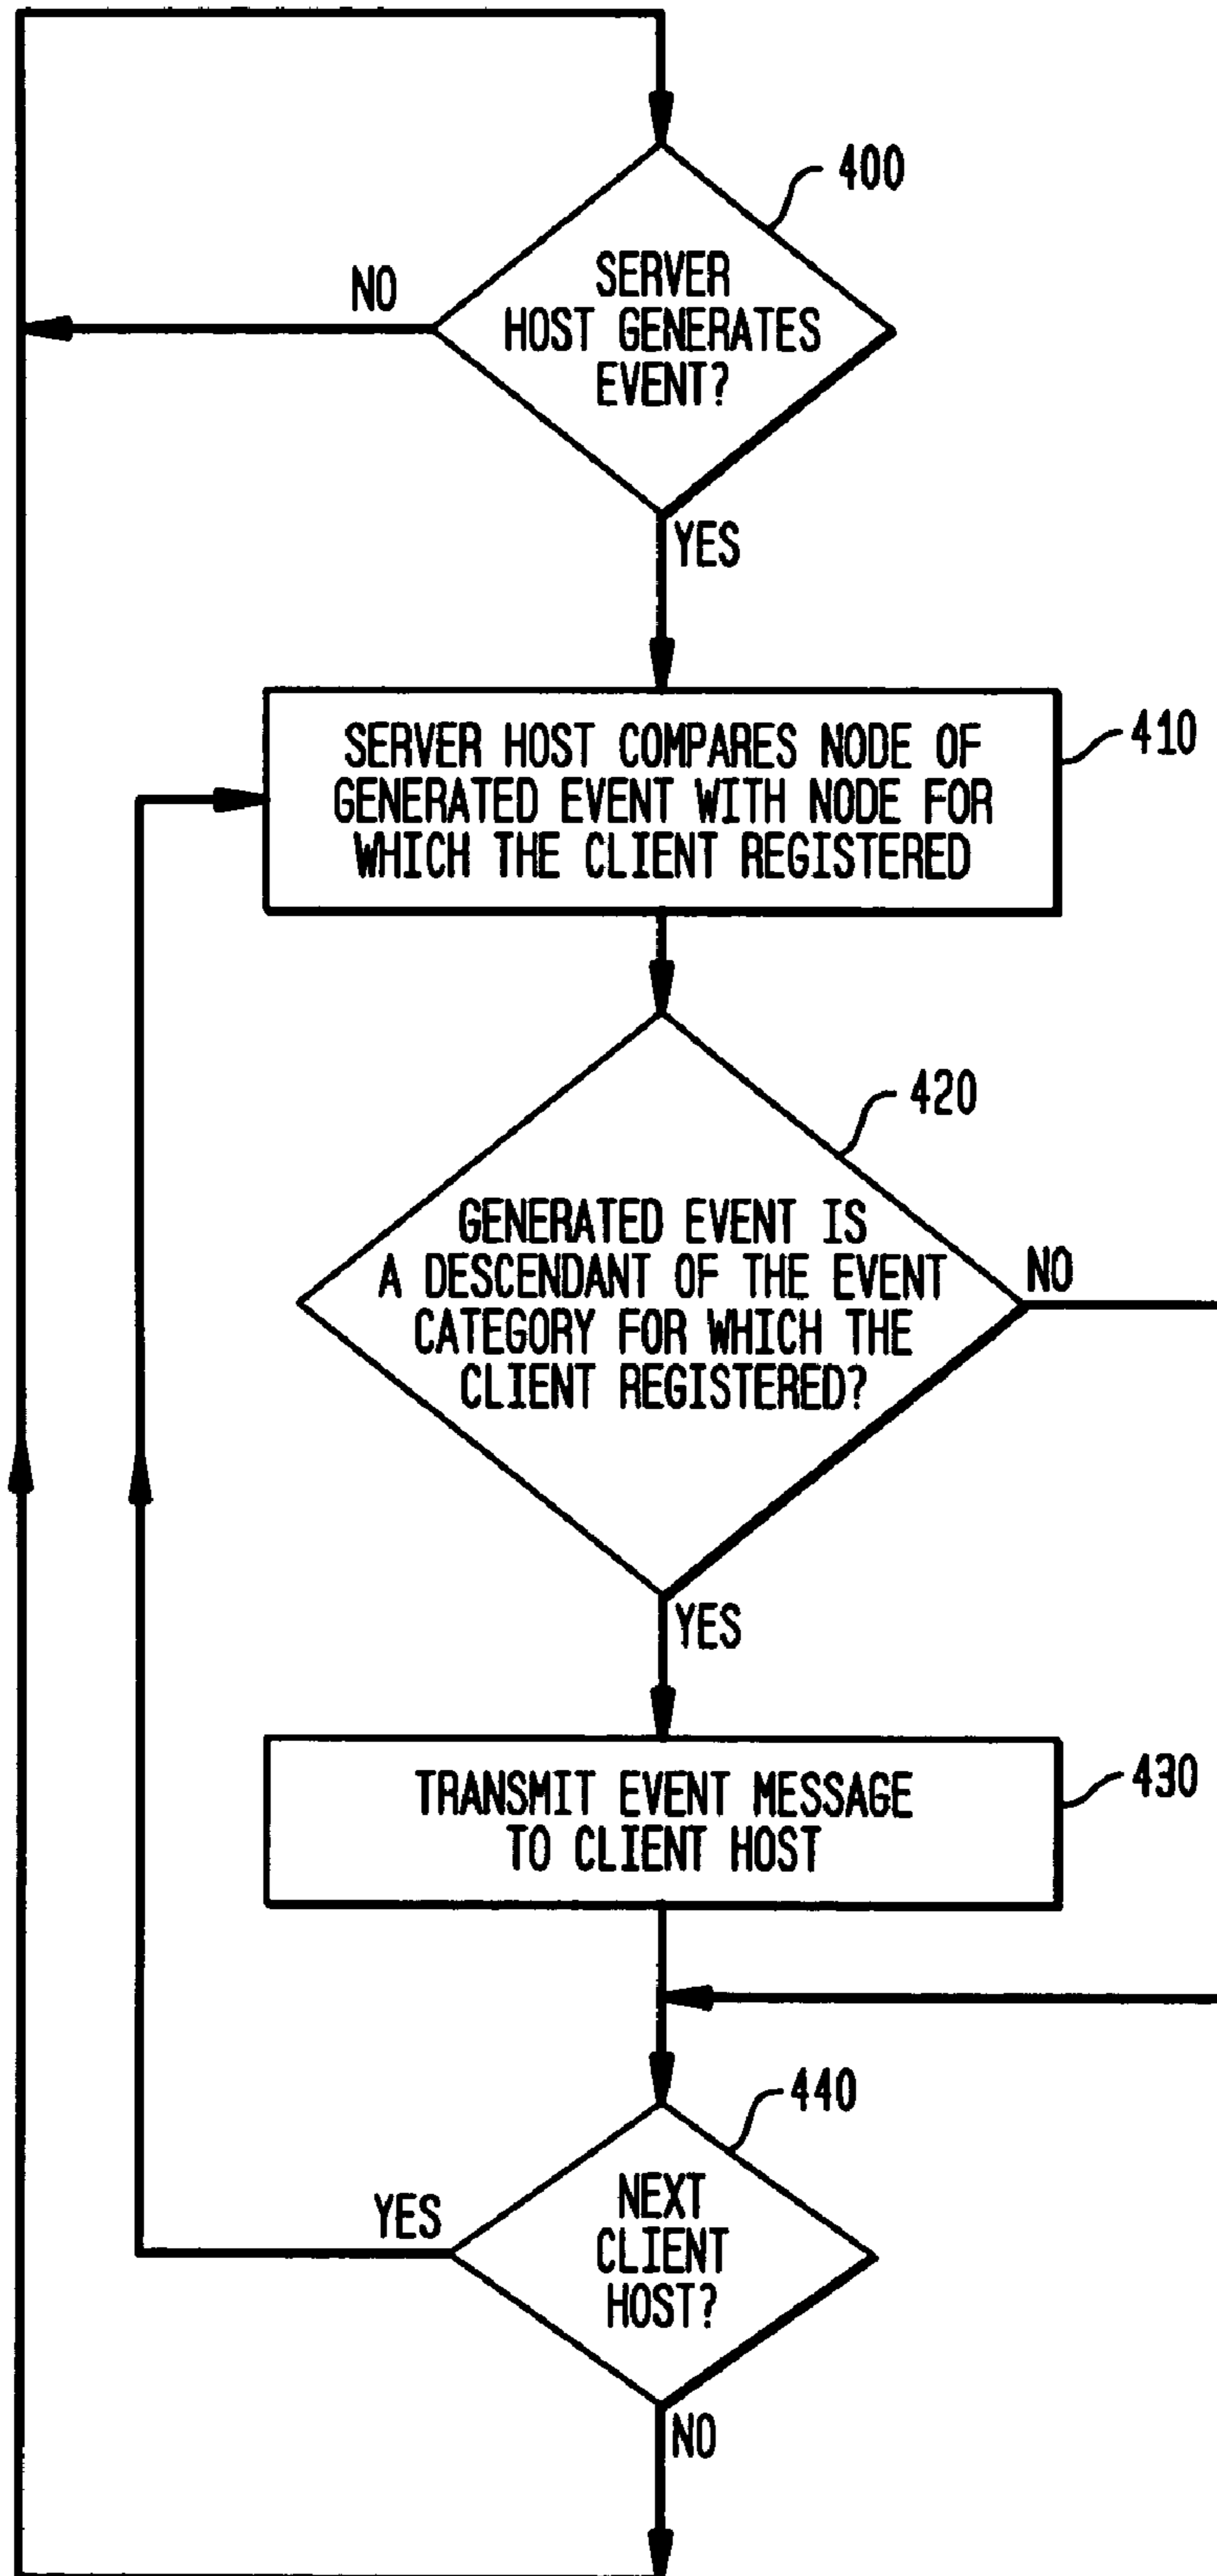 400
SERVER
HOST GENERATES
EVENT?
NO
YES
SERVER HOST COMPARES NODE OF
GENERATED EVENT WITH NODE FOR
WHICH THE CLIENT REGISTERED
410
420
GENERATED EVENT IS
A DESCENDANT OF THE EVENT
CATEGORY FOR WHICH THE
CLIENT REGISTERED?
NO
YES
TRANSMIT EVENT MESSAGE
TO CLIENT HOST
430
440
NEXT
CLIENT
HOST?
YES
NO